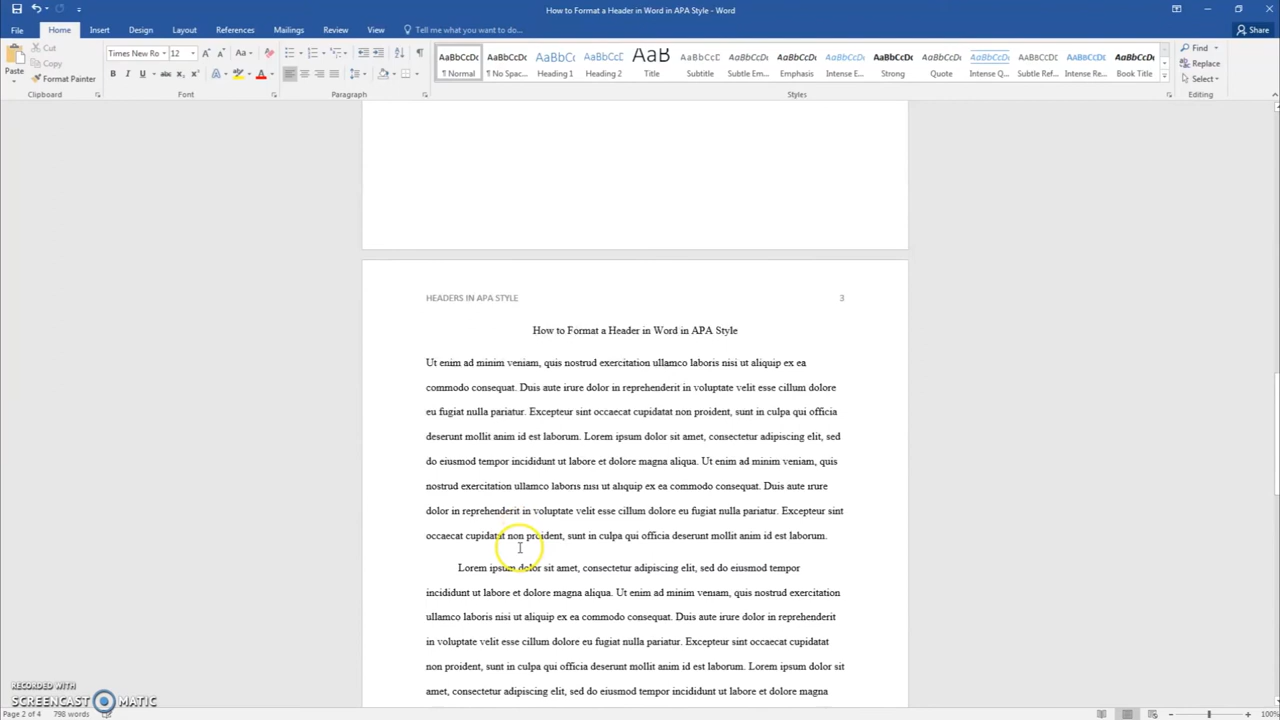 How to Format a Header in Word in APA Style - Word
File Home Insert Design Layout References Mailings Review View Tell me what you want to do... Share
Cut
Copy
Format Painter
Paste
Clipboard
Times New Ro 12
B I U abc x₂ x²
Font
Paragraph
AaBbCcDc AaBbCcDc AaBbC AaBbCcC AaB AaBbCcD AaBbCcDc AaBbCcDc AaBbCcDc AaBbCcDc AaBbCcDc AaBbCcDc AaBbCcDc AaBbCcDc AaBbCcDc
¶ Normal ¶ No Spac... Heading 1 Heading 2 Title Subtitle Subtle Em... Emphasis Intense E... Strong Quote Intense Q... Subtle Ref... Intense Re... Book Title
Styles
Find
Replace
Select
Editing
HEADERS IN APA STYLE 3
How to Format a Header in Word in APA Style
Ut enim ad minim veniam, quis nostrud exercitation ullamco laboris nisi ut aliquip ex ea
commodo consequat. Duis aute irure dolor in reprehenderit in voluptate velit esse cillum dolore
eu fugiat nulla pariatur. Excepteur sint occaecat cupidatat non proident, sunt in culpa qui officia
deserunt mollit anim id est laborum. Lorem ipsum dolor sit amet, consectetur adipiscing elit, sed
do eiusmod tempor incididunt ut labore et dolore magna aliqua. Ut enim ad minim veniam, quis
nostrud exercitation ullamco laboris nisi ut aliquip ex ea commodo consequat. Duis aute irure
dolor in reprehenderit in voluptate velit esse cillum dolore eu fugiat nulla pariatur. Excepteur sint
occaecat cupidatat non proident, sunt in culpa qui officia deserunt mollit anim id est laborum.
Lorem ipsum dolor sit amet, consectetur adipiscing elit, sed do eiusmod tempor
incididunt ut labore et dolore magna aliqua. Ut enim ad minim veniam, quis nostrud exercitation
ullamco laboris nisi ut aliquip ex ea commodo consequat. Duis aute irure dolor in reprehenderit
in voluptate velit esse cillum dolore eu fugiat nulla pariatur. Excepteur sint occaecat cupidatat
non proident, sunt in culpa qui officia deserunt mollit anim id est laborum. Lorem ipsum dolor sit
amet, consectetur adipiscing elit, sed do eiusmod tempor incididunt ut labore et dolore magna
RECORDED WITH
SCREENCAST MATIC
Page 2 of 4 798 words 100%